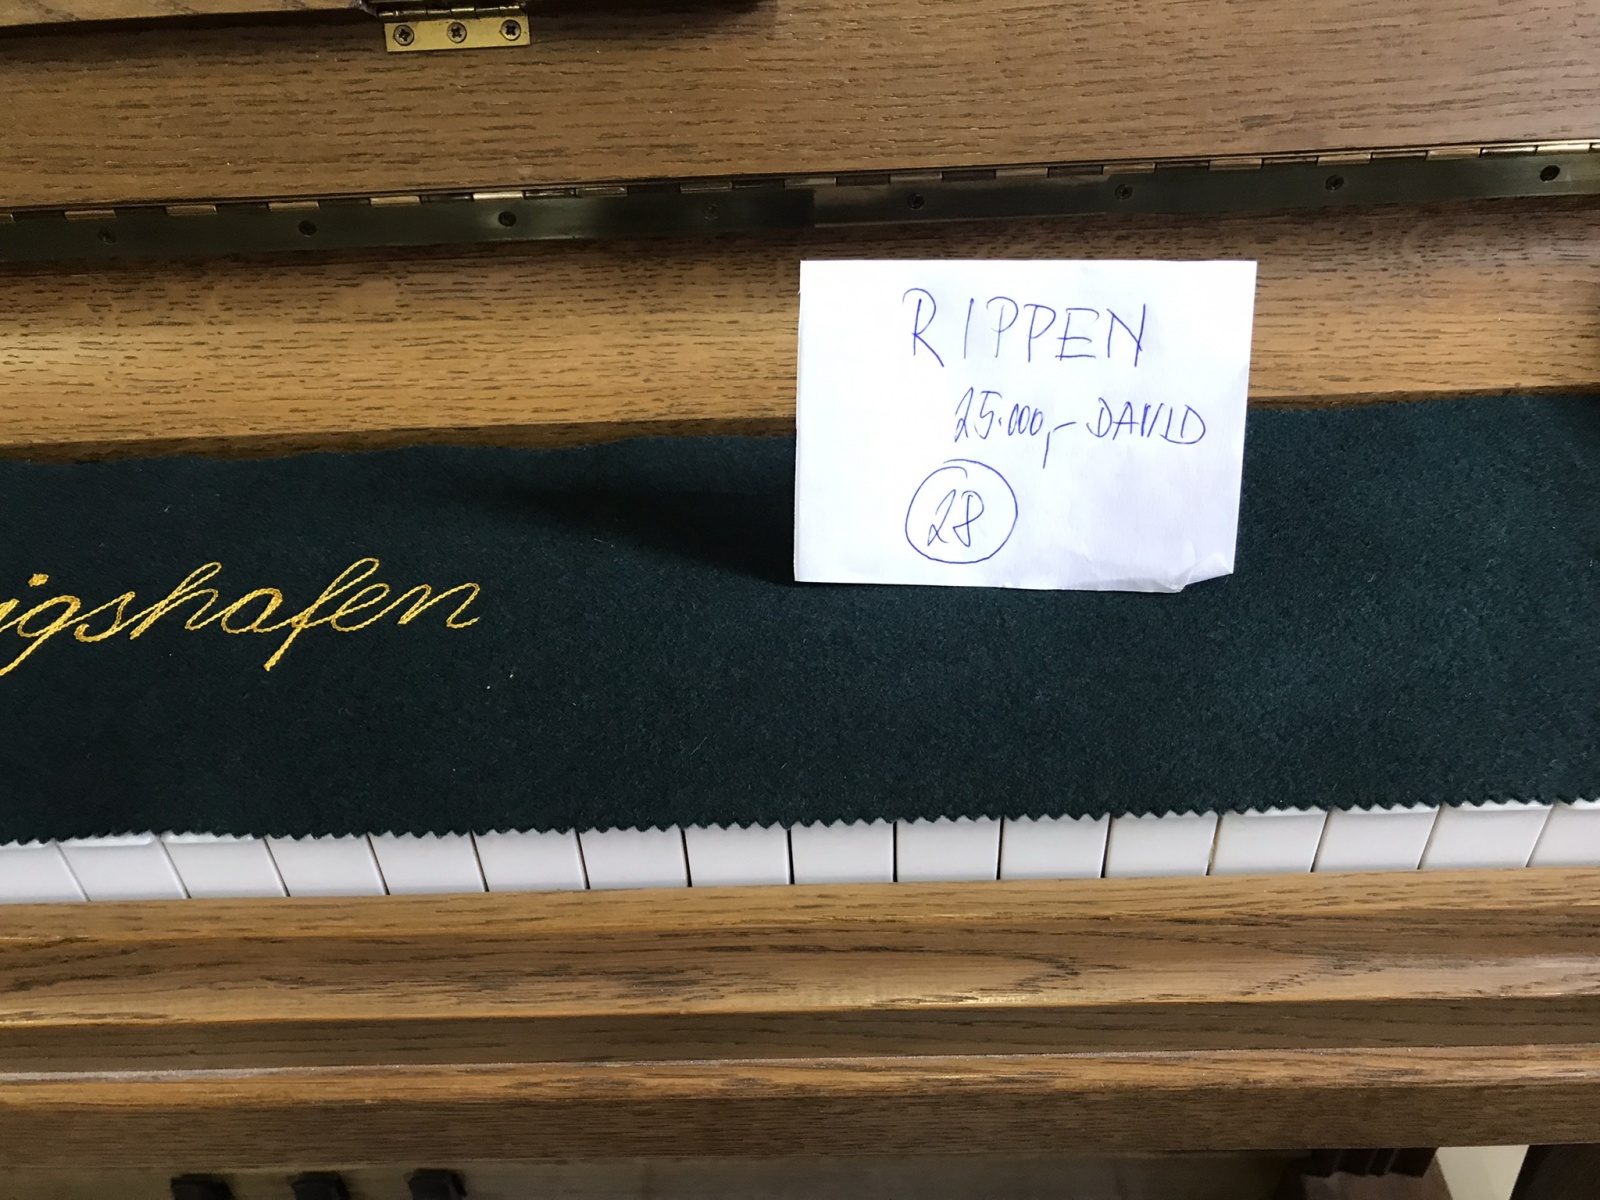 RIPPEN
25.000,- DAVID
28
igshafen